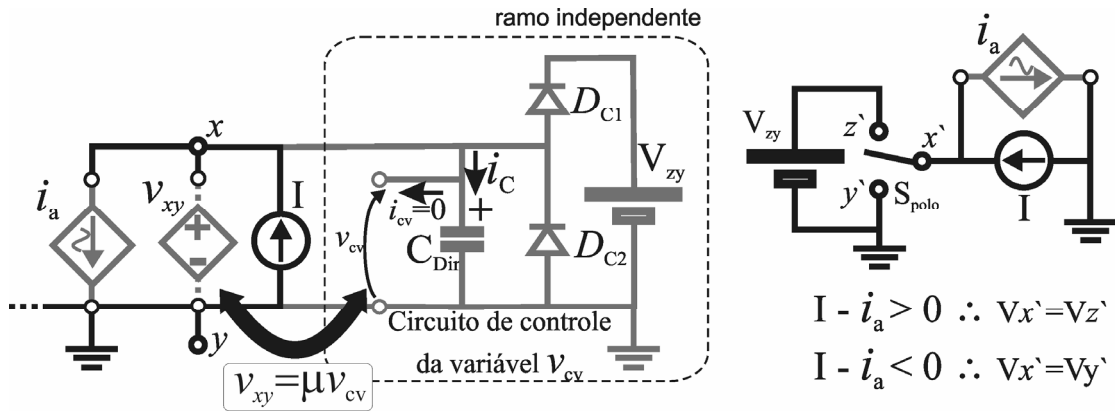 ramo independente
x
i_a
v_xy
I
i_C
i_cv=0
+
C_Dir
v_cv
D_C1
D_C2
V_zy
+
-
y
Circuito de controle
da variável v_cv
v_xy=μv_cv
i_a
V_zy
z`
x`
y`
S_polo
I
I - i_a > 0 ∴ Vx`=Vz`
I - i_a < 0 ∴ Vx`=Vy`